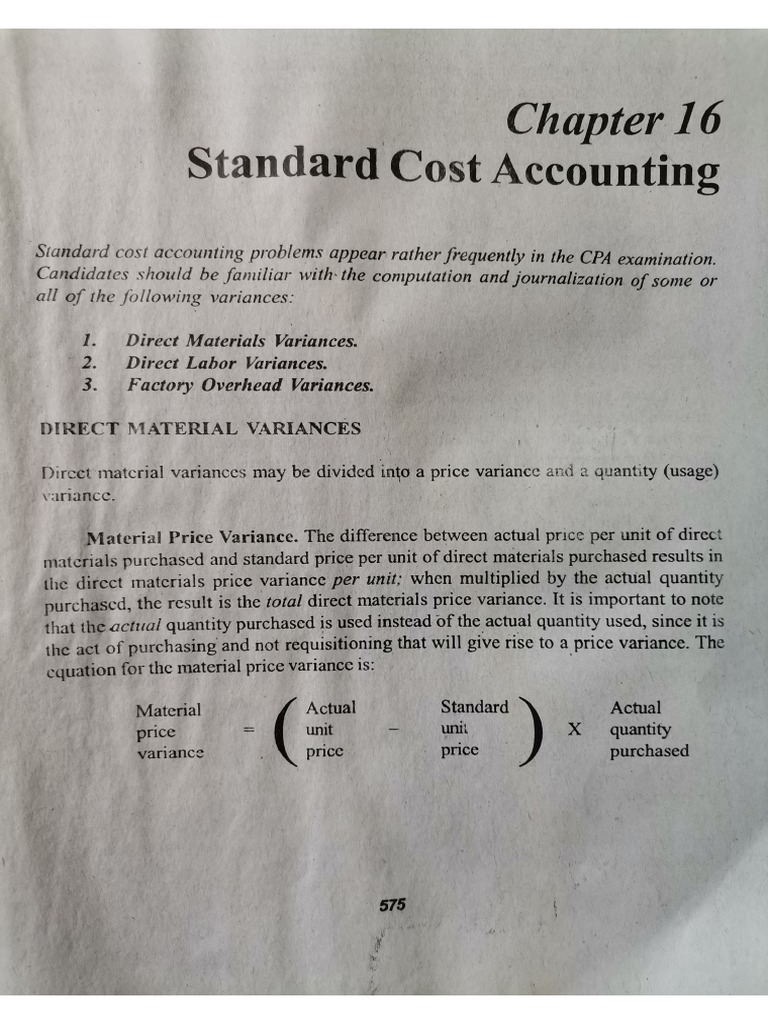 Chapter 16
Standard Cost Accounting
Standard cost accounting problems appear rather frequently in the CPA examination.
Candidates should be familiar with the computation and journalization of some or
all of the following variances:
1. Direct Materials Variances.
2. Direct Labor Variances.
3. Factory Overhead Variances.
DIRECT MATERIAL VARIANCES
Direct material variances may be divided into a price variance and a quantity (usage)
variance.
Material Price Variance. The difference between actual price per unit of direct
materials purchased and standard price per unit of direct materials purchased results in
the direct materials price variance per unit; when multiplied by the actual quantity
purchased, the result is the total direct materials price variance. It is important to note
that the actual quantity purchased is used instead of the actual quantity used, since it is
the act of purchasing and not requisitioning that will give rise to a price variance. The
equation for the material price variance is:
Material Actual Standard Actual
price = ( unit – unit ) X quantity
variance price price purchased
575